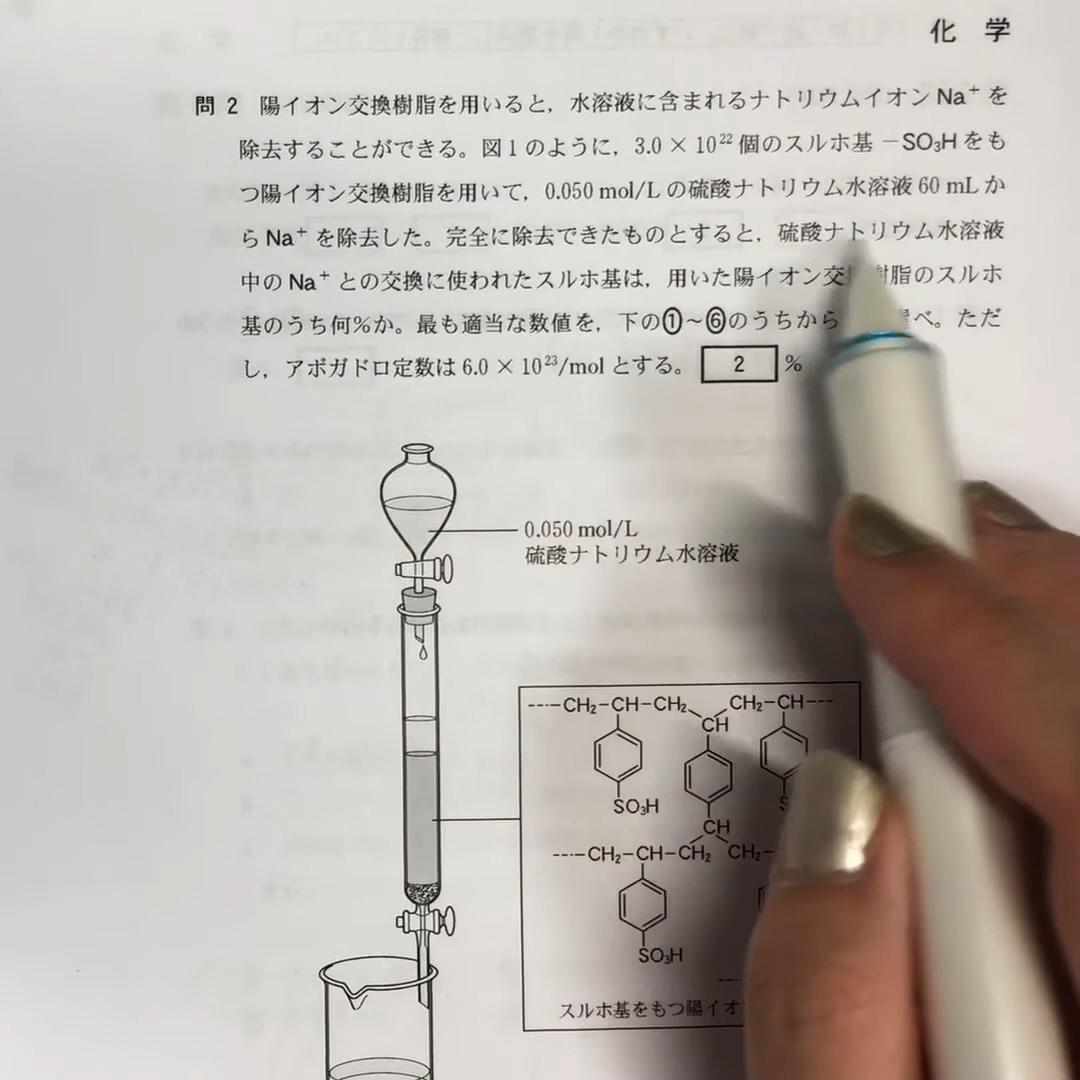 化 学
問 2 陽イオン交換樹脂を用いると，水溶液に含まれるナトリウムイオン Na⁺ を
除去することができる。図1のように，3.0 × 10²² 個のスルホ基 －SO₃H をも
つ陽イオン交換樹脂を用いて，0.050 mol/L の硫酸ナトリウム水溶液 60 mL か
ら Na⁺ を除去した。完全に除去できたものとすると，硫酸ナトリウム水溶液
中の Na⁺ との交換に使われたスルホ基は，用いた陽イオン交 樹脂のスルホ
基のうち何％か。最も適当な数値を，下の①～⑥のうちから べ。ただ
し，アボガドロ定数は 6.0 × 10²³/mol とする。 2 ％
0.050 mol/L
硫酸ナトリウム水溶液
---CH₂-CH-CH₂ CH₂-CH---
CH
SO₃H S
CH
---CH₂-CH-CH₂ CH₂-
SO₃H
スルホ基をもつ陽イオ